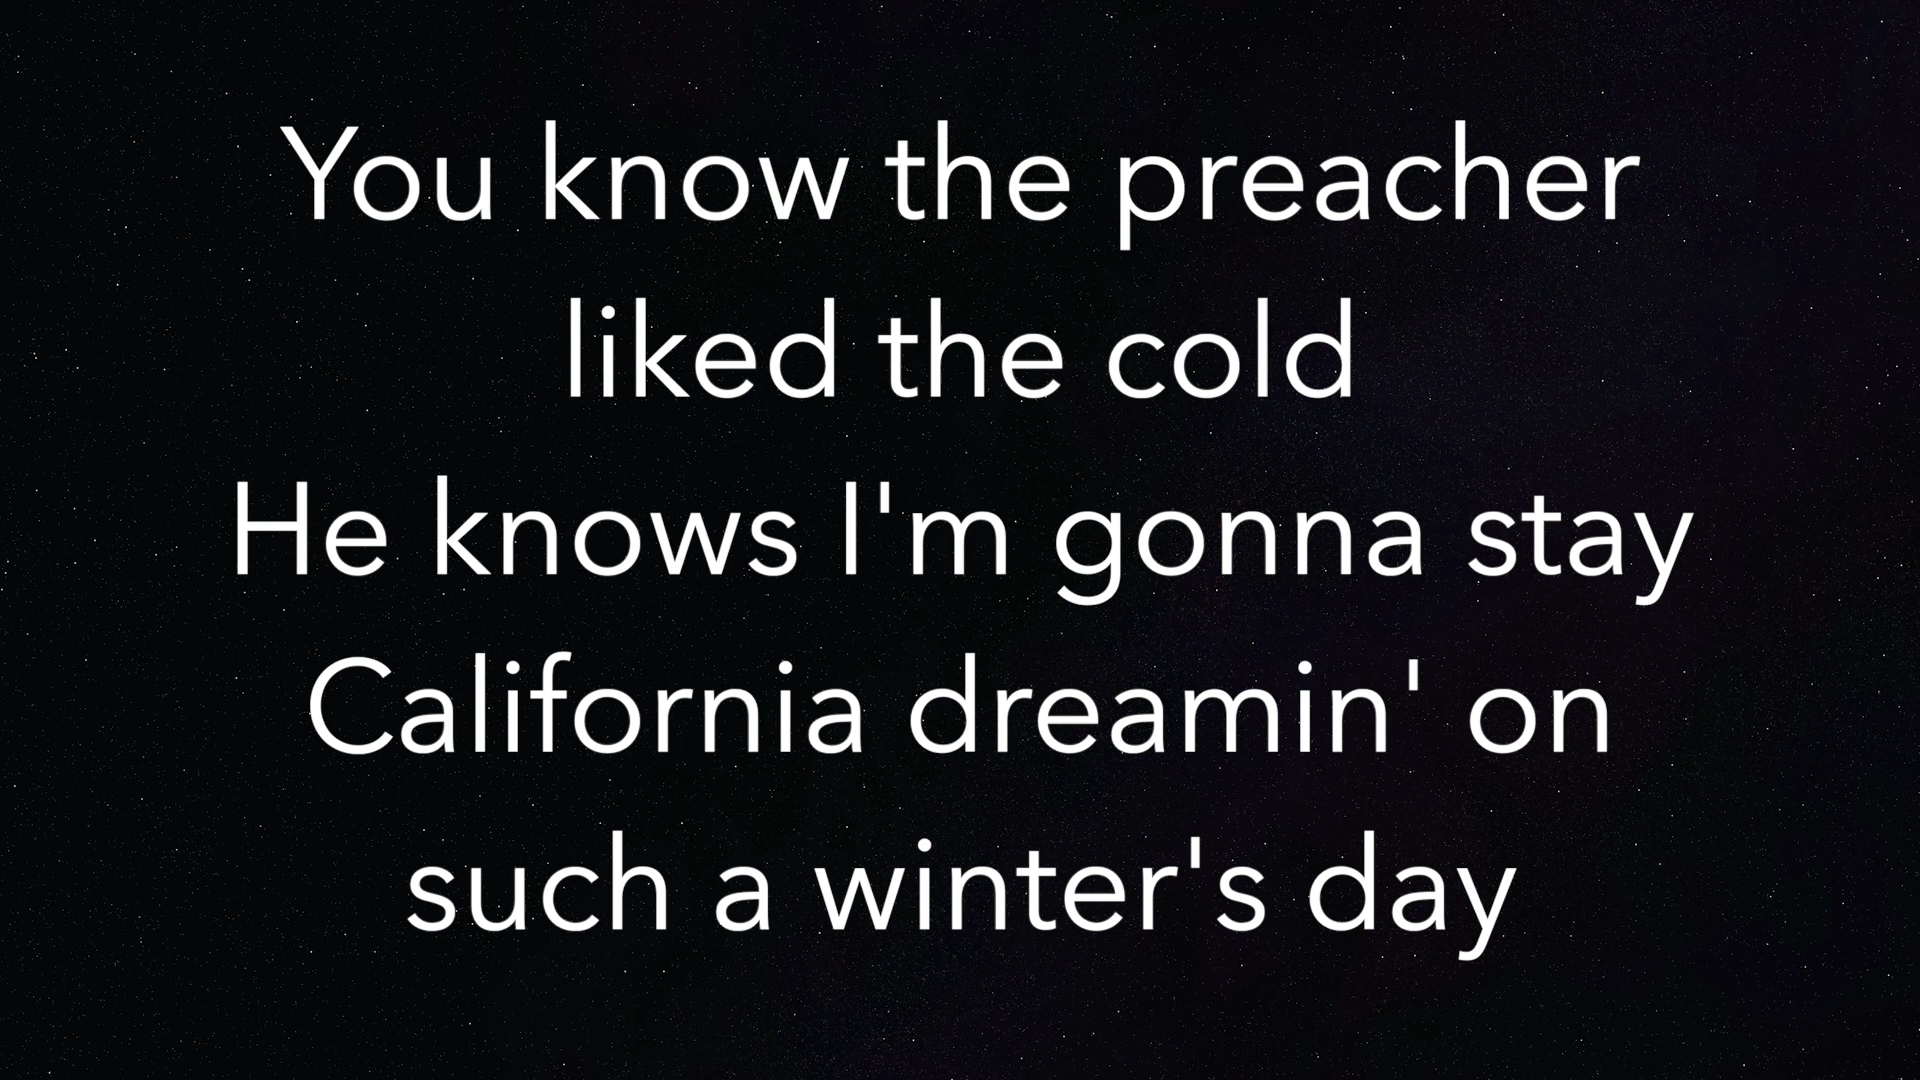 You know the preacher
liked the cold
He knows I'm gonna stay
California dreamin' on
such a winter's day